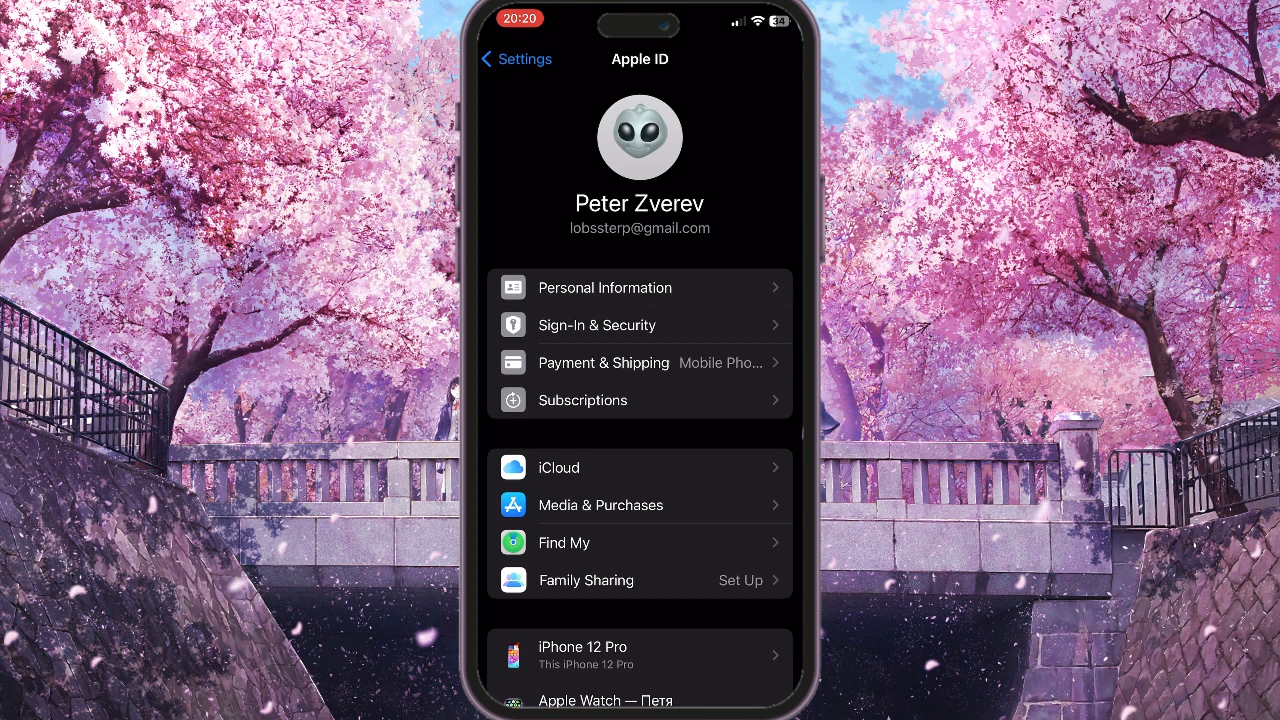 20:20
34
Settings
Apple ID
Peter Zverev
lobssterp@gmail.com
Personal Information
Sign-In & Security
Payment & Shipping Mobile Pho...
Subscriptions
iCloud
Media & Purchases
Find My
Family Sharing Set Up
iPhone 12 Pro
This iPhone 12 Pro
Apple Watch — Петя